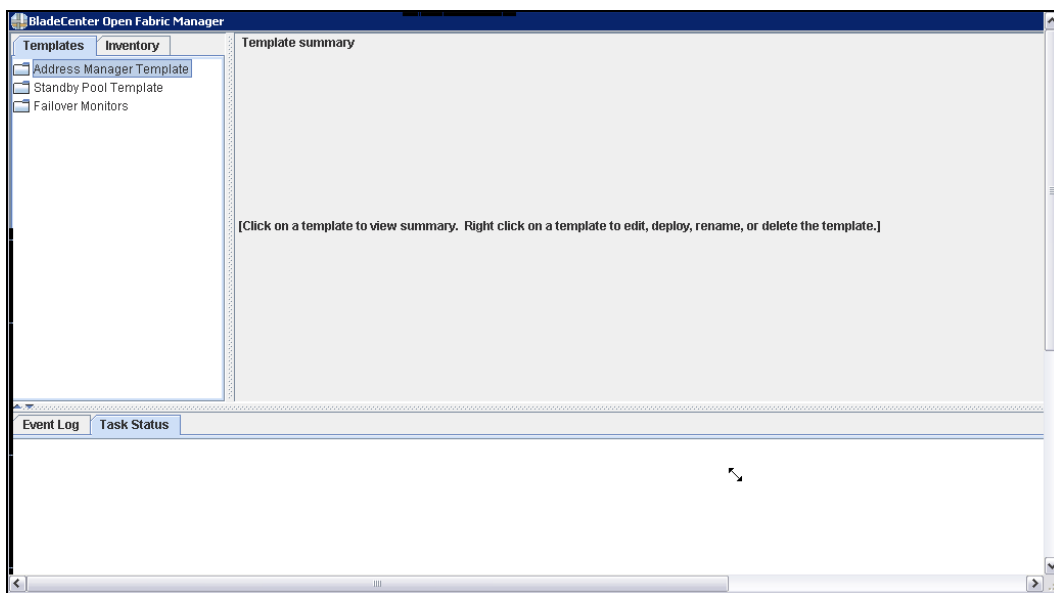 BladeCenter Open Fabric Manager
Templates Inventory
Template summary
Address Manager Template
Standby Pool Template
Failover Monitors
[Click on a template to view summary. Right click on a template to edit, deploy, rename, or delete the template.]
Event Log Task Status